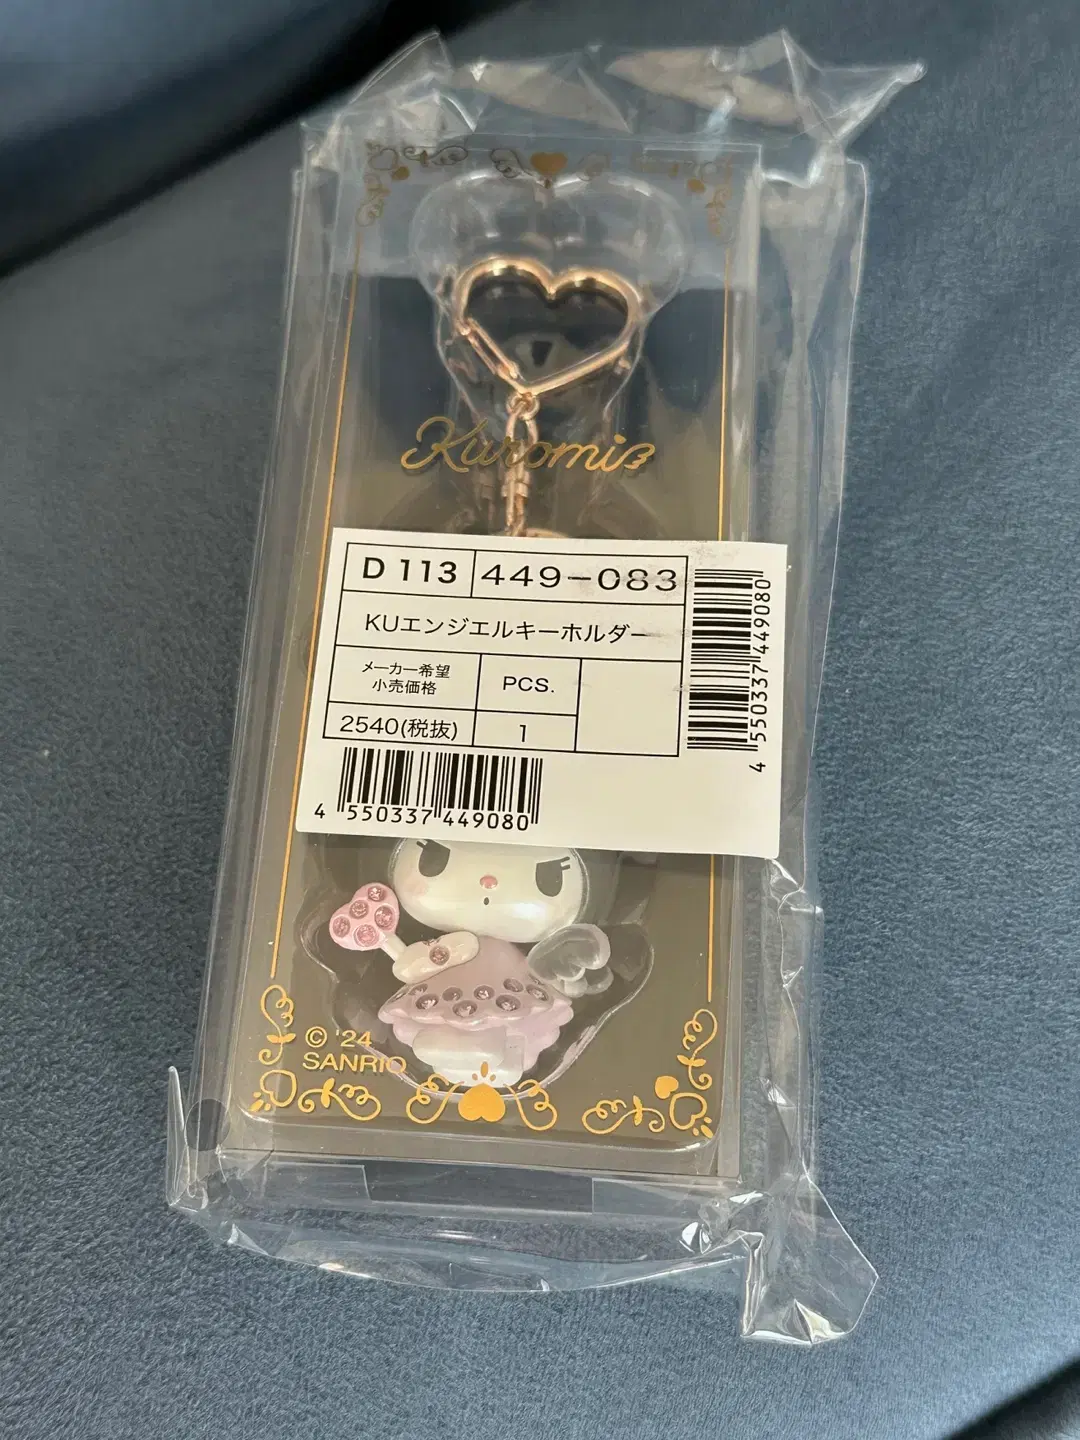 Kuromi
D 113
449-083
KUエンジェルキーホルダー
メーカー希望
小売価格
PCS.
2540(税抜)
1
4 550337 449080
4 550337 449080
© '24
SANRIO